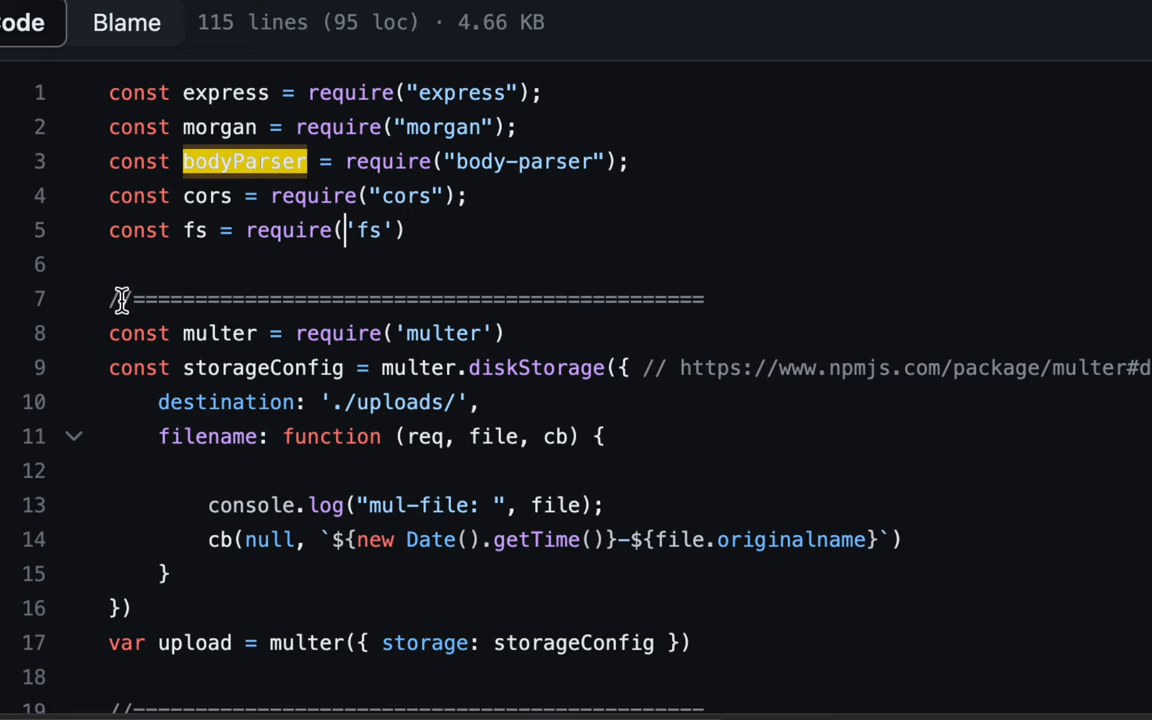 ode Blame 115 lines (95 loc) · 4.66 KB
1 const express = require("express");
2 const morgan = require("morgan");
3 const bodyParser = require("body-parser");
4 const cors = require("cors");
5 const fs = require('fs')
6
7 //==============================================
8 const multer = require('multer')
9 const storageConfig = multer.diskStorage({ // https://www.npmjs.com/package/multer#d
10 destination: './uploads/',
11 filename: function (req, file, cb) {
12
13 console.log("mul-file: ", file);
14 cb(null, `${new Date().getTime()}-${file.originalname}`)
15 }
16 })
17 var upload = multer({ storage: storageConfig })
18
19 //==============================================